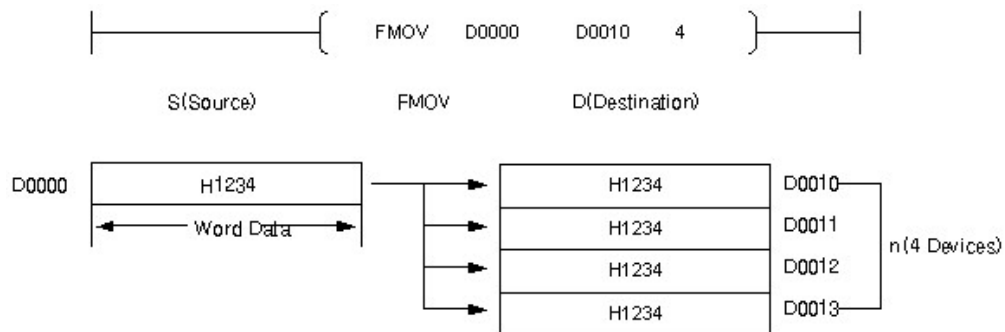 FMOV D0000 D0010 4
S(Source) FMOV D(Destination)
D0000 H1234 H1234 D0010
Word Data H1234 D0011
H1234 D0012
H1234 D0013
n(4 Devices)